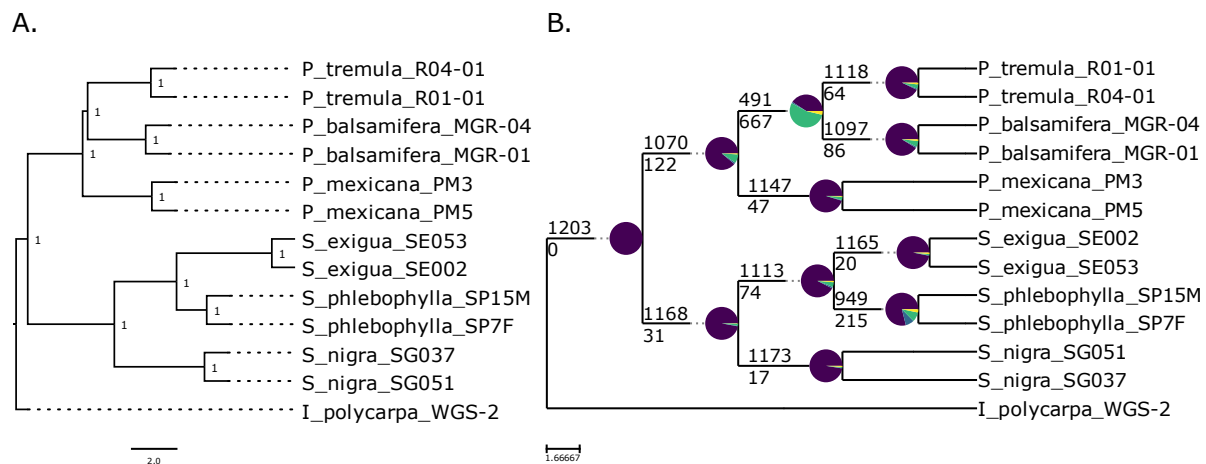 A.
P_tremula_R04-01
1
P_tremula_R01-01
1
P_balsamifera_MGR-04
1
P_balsamifera_MGR-01
1
P_mexicana_PM3
1
P_mexicana_PM5
1
S_exigua_SE053
1
S_exigua_SE002
1
S_phlebophylla_SP15M
1
S_phlebophylla_SP7F
1
S_nigra_SG037
1
S_nigra_SG051
I_polycarpa_WGS-2
2.0
B.
1118
64
P_tremula_R01-01
P_tremula_R04-01
491
667
1097
86
P_balsamifera_MGR-04
P_balsamifera_MGR-01
1070
122
1147
47
P_mexicana_PM3
P_mexicana_PM5
1203
0
1165
20
S_exigua_SE002
S_exigua_SE053
1113
74
949
215
S_phlebophylla_SP15M
S_phlebophylla_SP7F
1168
31
1173
17
S_nigra_SG051
S_nigra_SG037
I_polycarpa_WGS-2
1.66667